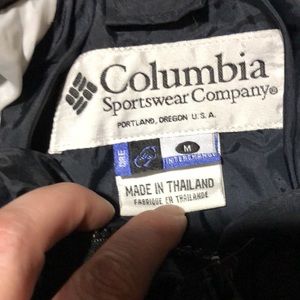 Columbia
Sportswear Company®
PORTLAND, OREGON U.S.A.
M
INTERCHANGE
MADE IN THAILAND
FABRIQUE EN THAILANDE